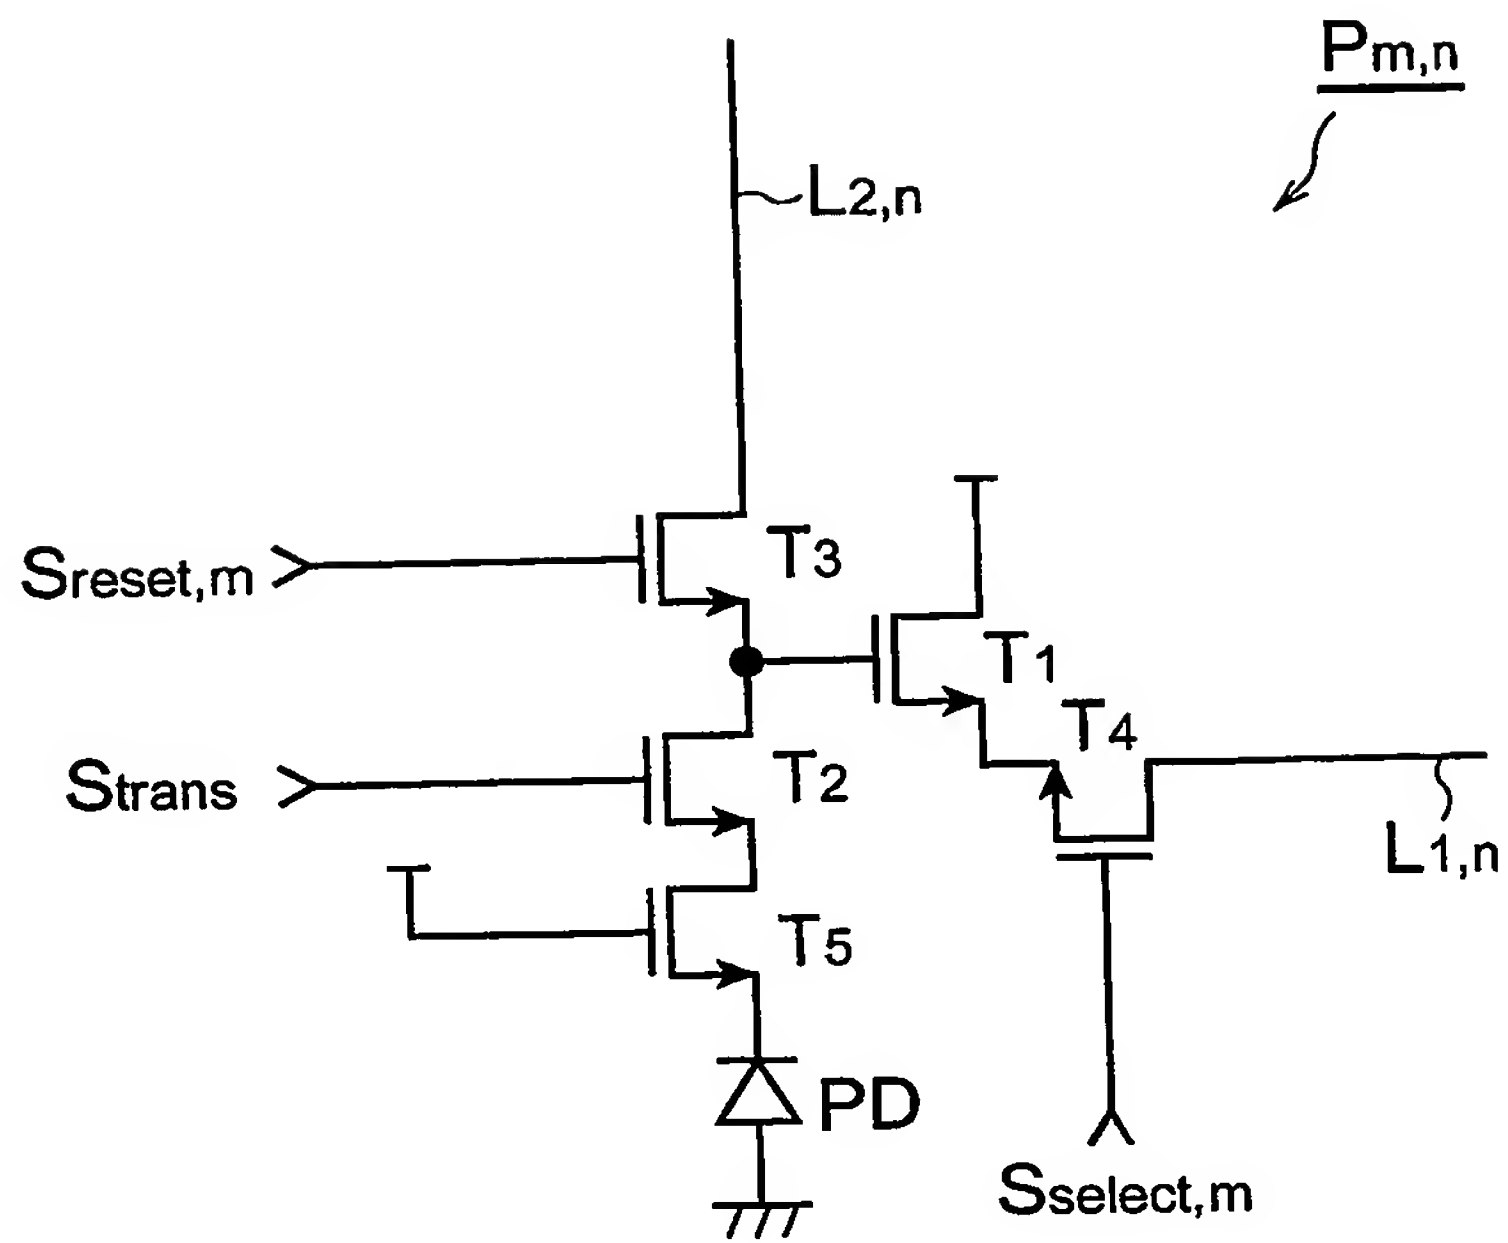 Pm,n
L2,n
Sreset,m
T3
T1
T4
Strans
T2
L1,n
T5
PD
Sselect,m